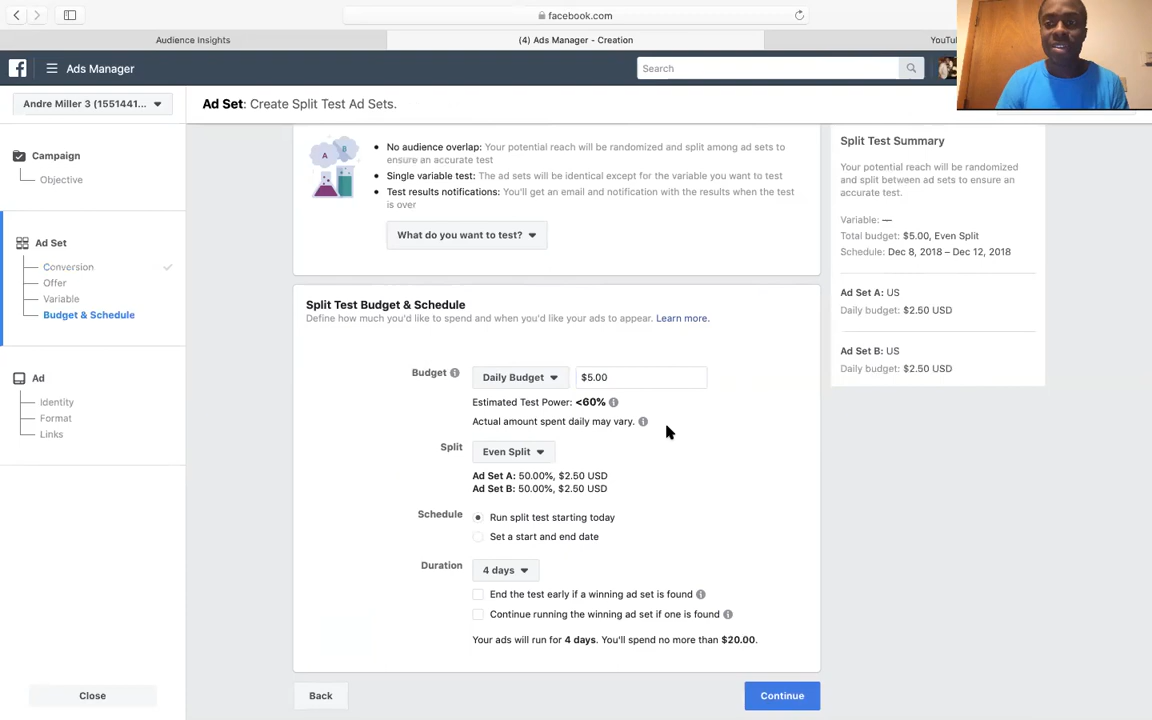 facebook.com
Audience Insights
(4) Ads Manager - Creation
YouTu
Ads Manager
Search
Andre Miller 3 (1551441...
Ad Set: Create Split Test Ad Sets.
Campaign
Objective
Ad Set
Conversion
Offer
Variable
Budget & Schedule
Ad
Identity
Format
Links
Close
A
B
No audience overlap: Your potential reach will be randomized and split among ad sets to
ensure an accurate test
Single variable test: The ad sets will be identical except for the variable you want to test
Test results notifications: You'll get an email and notification with the results when the test
is over
What do you want to test?
Split Test Budget & Schedule
Define how much you'd like to spend and when you'd like your ads to appear. Learn more.
Budget
Daily Budget
$5.00
Estimated Test Power: <60%
Actual amount spent daily may vary.
Split
Even Split
Ad Set A: 50.00%, $2.50 USD
Ad Set B: 50.00%, $2.50 USD
Schedule
Run split test starting today
Set a start and end date
Duration
4 days
End the test early if a winning ad set is found
Continue running the winning ad set if one is found
Your ads will run for 4 days. You'll spend no more than $20.00.
Back
Continue
Split Test Summary
Your potential reach will be randomized
and split between ad sets to ensure an
accurate test.
Variable: —
Total budget: $5.00, Even Split
Schedule: Dec 8, 2018 – Dec 12, 2018
Ad Set A: US
Daily budget: $2.50 USD
Ad Set B: US
Daily budget: $2.50 USD